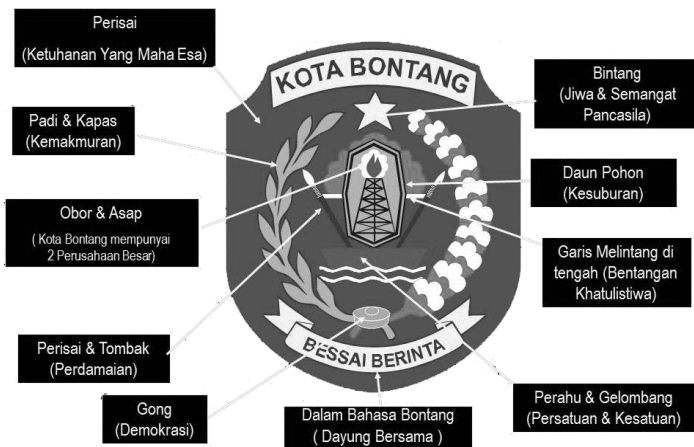 Perisai
(Ketuhanan Yang Maha Esa)
KOTA BONTANG
Bintang
(Jiwa & Semangat
Pancasila)
Padi & Kapas
(Kemakmuran)
Daun Pohon
(Kesuburan)
Obor & Asap
( Kota Bontang mempunyai
2 Perusahaan Besar)
Garis Melintang di
tengah (Bentangan
Khatulistiwa)
Perisai & Tombak
(Perdamaian)
BESSAI BERINTA
Gong
(Demokrasi)
Dalam Bahasa Bontang
( Dayung Bersama )
Perahu & Gelombang
(Persatuan & Kesatuan)